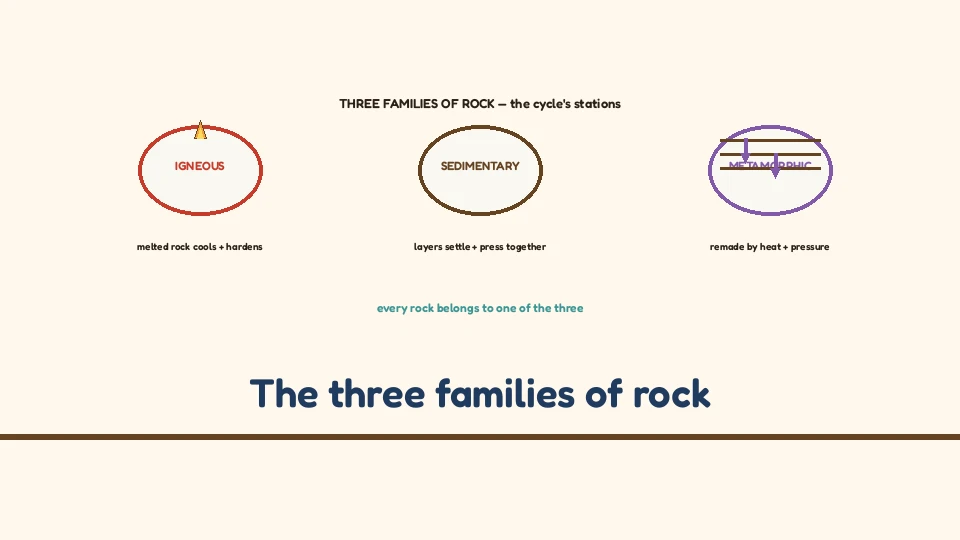 THREE FAMILIES OF ROCK — the cycle's stations
IGNEOUS
SEDIMENTARY
METAMORPHIC
melted rock cools + hardens
layers settle + press together
remade by heat + pressure
every rock belongs to one of the three
The three families of rock